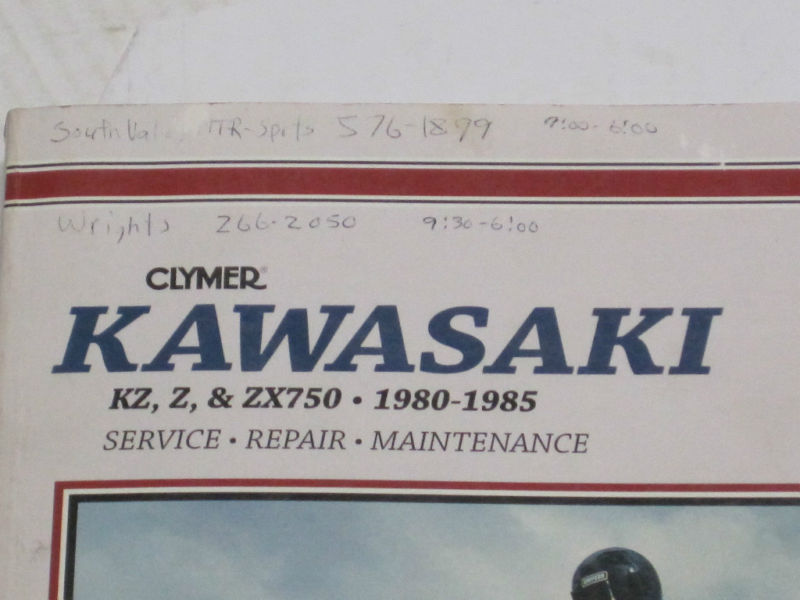 576-1899 9:00-6:00
Wrights 266-2050 9:30-6:00
CLYMER®
KAWASAKI
KZ, Z, & ZX750 • 1980-1985
SERVICE • REPAIR • MAINTENANCE